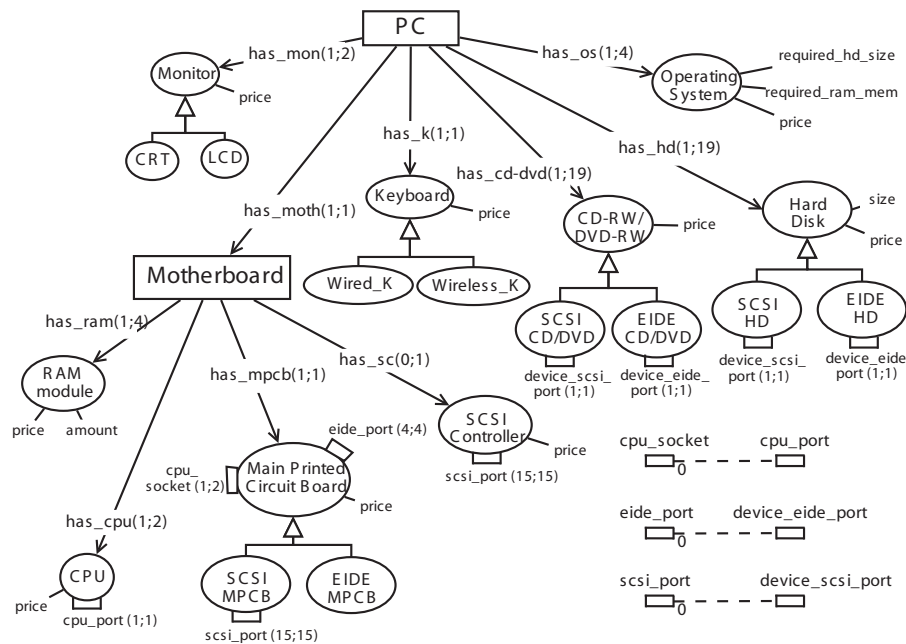 PC
has_mon(1;2)
has_os(1;4)
required_hd_size
Monitor
Operating
System
required_ram_mem
price
price
CRT
LCD
has_k(1;1)
has_hd(1;19)
has_cd-dvd(1;19)
Keyboard
price
has_moth(1;1)
CD-RW/
DVD-RW
price
Hard
Disk
size
price
Motherboard
Wired_K
Wireless_K
SCSI
CD/DVD
EIDE
CD/DVD
SCSI
HD
EIDE
HD
device_scsi_
port (1;1)
device_eide_
port (1;1)
device_scsi_
port (1;1)
device_eide_
port (1;1)
has_ram(1;4)
has_mpcb(1;1)
has_sc(0;1)
RAM
module
price
amount
SCSI
Controller
price
scsi_port (15;15)
eide_port (4;4)
cpu_
socket (1;2)
Main Printed
Circuit Board
price
cpu_socket
cpu_port
0
eide_port
device_eide_port
0
scsi_port
device_scsi_port
0
has_cpu(1;2)
CPU
price
cpu_port (1;1)
SCSI
MPCB
EIDE
MPCB
scsi_port (15;15)